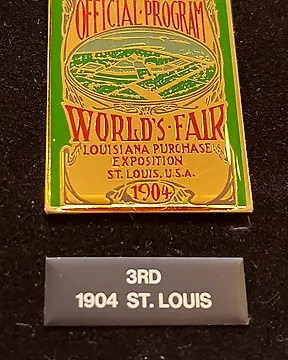 OFFICIAL·PROGRAM
WORLD'S·FAIR
LOUISIANA PURCHASE
EXPOSITION
ST. LOUIS, U.S.A.
1904
3RD
1904 ST. LOUIS